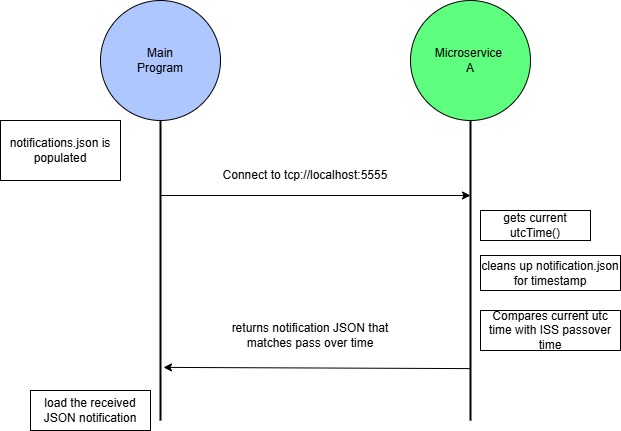 Main
Program
Microservice
A
notifications.json is
populated
Connect to tcp://localhost:5555
gets current
utcTime()
cleans up notification.json
for timestamp
Compares current utc
time with ISS passover
time
returns notification JSON that
matches pass over time
load the received
JSON notification